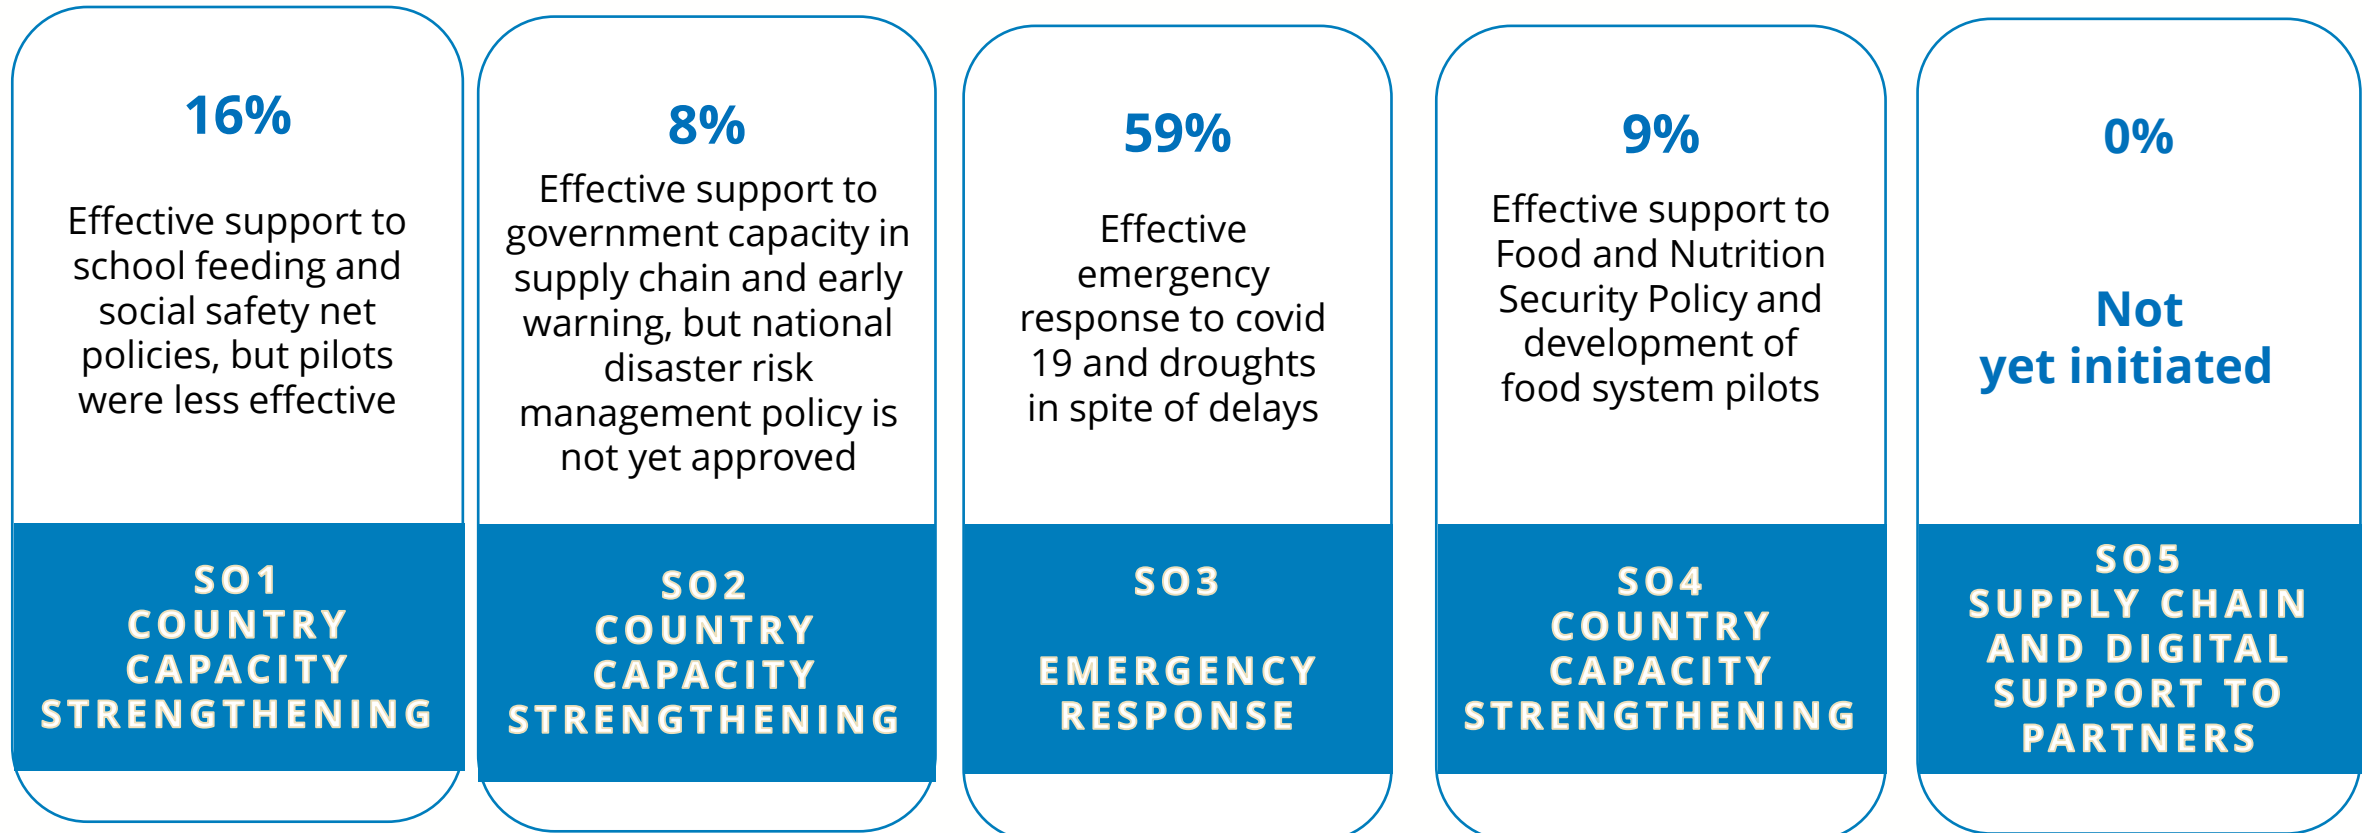 16%
Effective support to
school feeding and
social safety net
policies, but pilots
were less effective
SO1
COUNTRY
CAPACITY
STRENGTHENING
8%
Effective support to
government capacity in
supply chain and early
warning, but national
disaster risk
management policy is
not yet approved
SO2
COUNTRY
CAPACITY
STRENGTHENING
59%
Effective
emergency
response to covid
19 and droughts
in spite of delays
SO3
EMERGENCY
RESPONSE
9%
Effective support to
Food and Nutrition
Security Policy and
development of
food system pilots
SO4
COUNTRY
CAPACITY
STRENGTHENING
0%
Not
yet initiated
SO5
SUPPLY CHAIN
AND DIGITAL
SUPPORT TO
PARTNERS